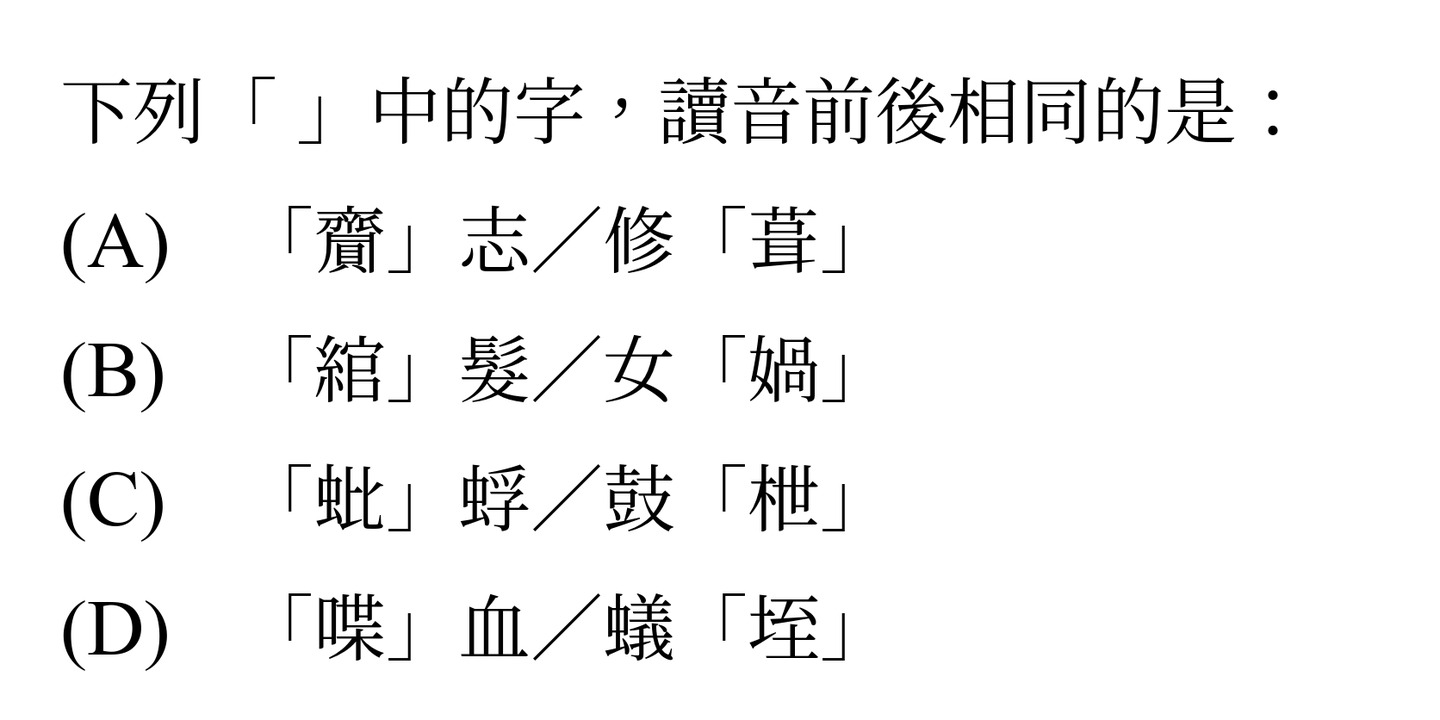 下列「 」中的字，讀音前後相同的是：
(A) 「齎」志／修「葺」
(B) 「綰」髮／女「媧」
(C) 「蚍」蜉／鼓「枻」
(D) 「喋」血／蟻「垤」